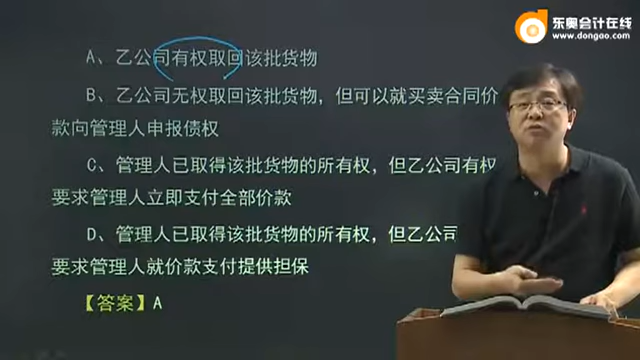 东奥会计在线
www.dongao.com
A、乙公司有权取回该批货物
B、乙公司无权取回该批货物，但可以就买卖合同价
款向管理人申报债权
C、管理人已取得该批货物的所有权，但乙公司有权
要求管理人立即支付全部价款
D、管理人已取得该批货物的所有权，但乙公司
要求管理人就价款支付提供担保
【答案】A